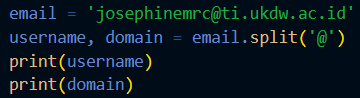 email = 'josephinemrc@ti.ukdw.ac.id'
username, domain = email.split('@')
print(username)
print(domain)